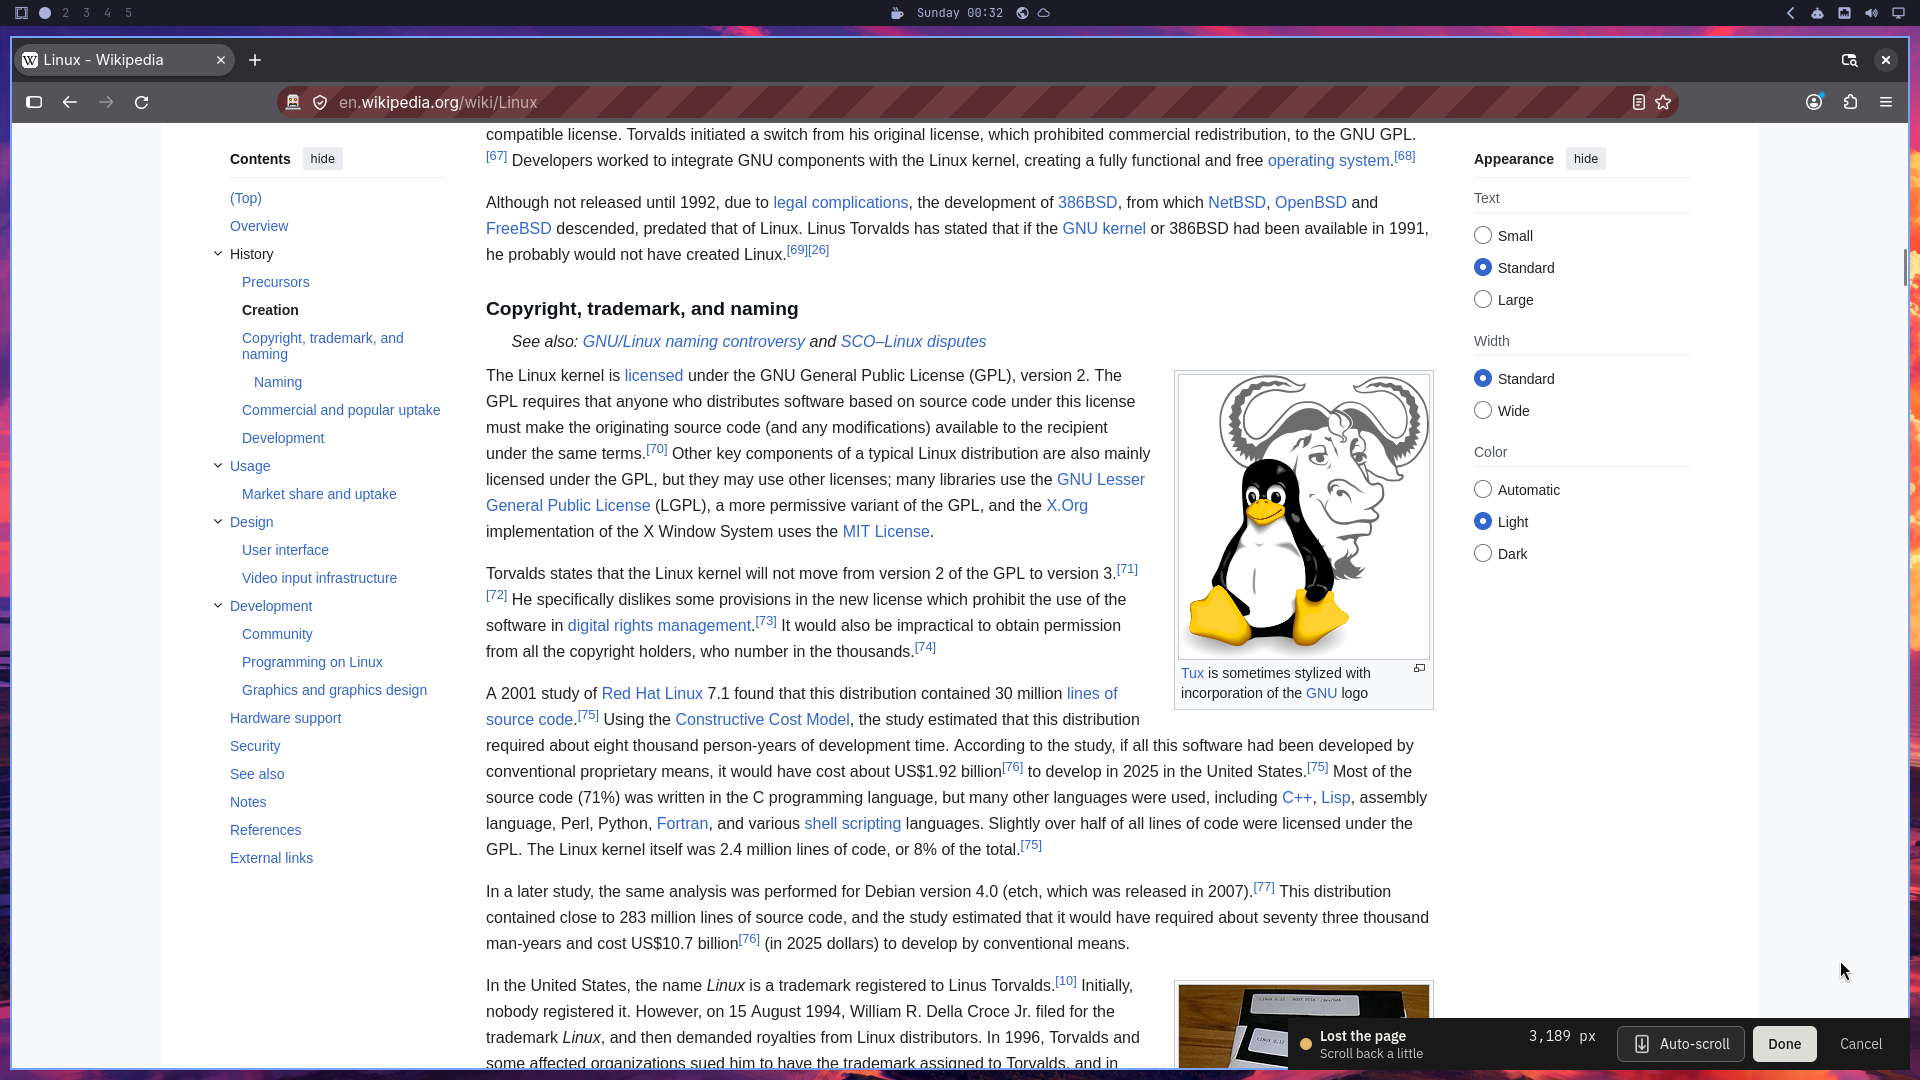 2 3 4 5
Sunday 00:32
Linux - Wikipedia
en.wikipedia.org/wiki/Linux
Contents hide
(Top)
Overview
History
Precursors
Creation
Copyright, trademark, and
naming
Naming
Commercial and popular uptake
Development
Usage
Market share and uptake
Design
User interface
Video input infrastructure
Development
Community
Programming on Linux
Graphics and graphics design
Hardware support
Security
See also
Notes
References
External links
compatible license. Torvalds initiated a switch from his original license, which prohibited commercial redistribution, to the GNU GPL.
[67] Developers worked to integrate GNU components with the Linux kernel, creating a fully functional and free operating system.[68]
Although not released until 1992, due to legal complications, the development of 386BSD, from which NetBSD, OpenBSD and
FreeBSD descended, predated that of Linux. Linus Torvalds has stated that if the GNU kernel or 386BSD had been available in 1991,
he probably would not have created Linux.[69][26]
Copyright, trademark, and naming
See also: GNU/Linux naming controversy and SCO–Linux disputes
The Linux kernel is licensed under the GNU General Public License (GPL), version 2. The
GPL requires that anyone who distributes software based on source code under this license
must make the originating source code (and any modifications) available to the recipient
under the same terms.[70] Other key components of a typical Linux distribution are also mainly
licensed under the GPL, but they may use other licenses; many libraries use the GNU Lesser
General Public License (LGPL), a more permissive variant of the GPL, and the X.Org
implementation of the X Window System uses the MIT License.
Torvalds states that the Linux kernel will not move from version 2 of the GPL to version 3.[71]
[72] He specifically dislikes some provisions in the new license which prohibit the use of the
software in digital rights management.[73] It would also be impractical to obtain permission
from all the copyright holders, who number in the thousands.[74]
Tux is sometimes stylized with
incorporation of the GNU logo
A 2001 study of Red Hat Linux 7.1 found that this distribution contained 30 million lines of
source code.[75] Using the Constructive Cost Model, the study estimated that this distribution
required about eight thousand person-years of development time. According to the study, if all this software had been developed by
conventional proprietary means, it would have cost about US$1.92 billion[76] to develop in 2025 in the United States.[75] Most of the
source code (71%) was written in the C programming language, but many other languages were used, including C++, Lisp, assembly
language, Perl, Python, Fortran, and various shell scripting languages. Slightly over half of all lines of code were licensed under the
GPL. The Linux kernel itself was 2.4 million lines of code, or 8% of the total.[75]
In a later study, the same analysis was performed for Debian version 4.0 (etch, which was released in 2007).[77] This distribution
contained close to 283 million lines of source code, and the study estimated that it would have required about seventy three thousand
man-years and cost US$10.7 billion[76] (in 2025 dollars) to develop by conventional means.
In the United States, the name Linux is a trademark registered to Linus Torvalds.[10] Initially,
nobody registered it. However, on 15 August 1994, William R. Della Croce Jr. filed for the
trademark Linux, and then demanded royalties from Linux distributors. In 1996, Torvalds and
some affected organizations sued him to have the trademark assigned to Torvalds, and in
Appearance hide
Text
Small
Standard
Large
Width
Standard
Wide
Color
Automatic
Light
Dark
Lost the page
Scroll back a little
3,189 px
Auto-scroll
Done
Cancel